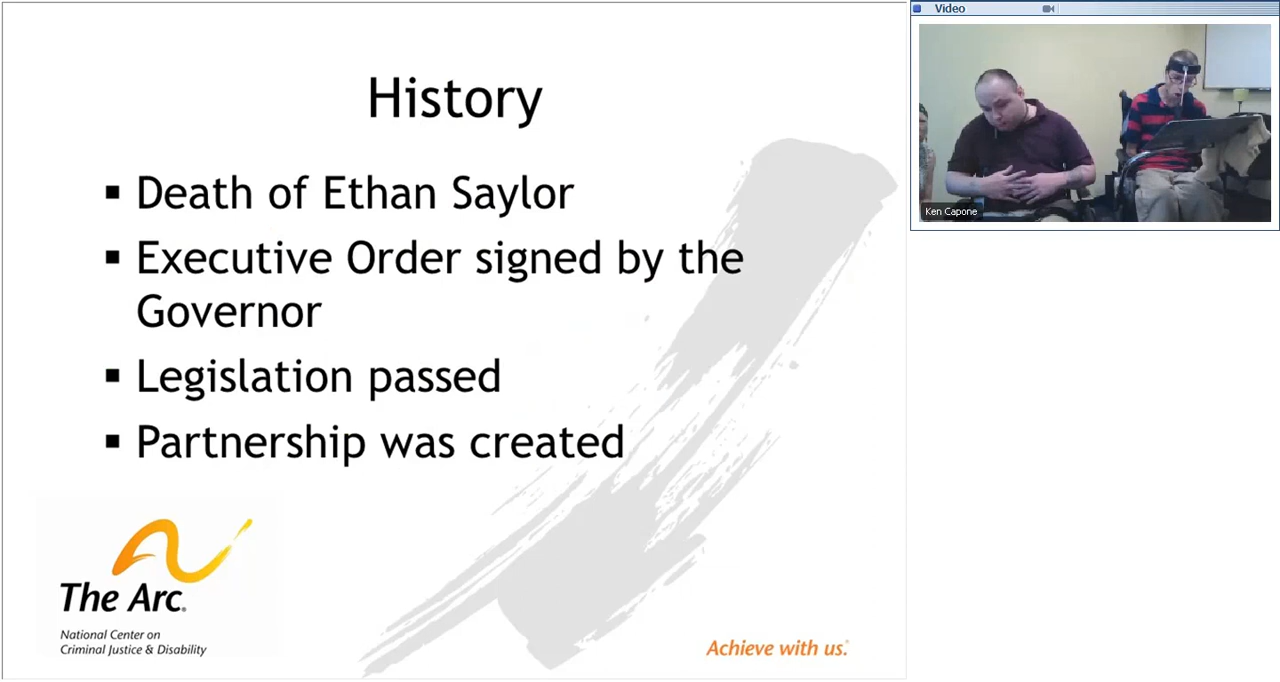 History
▪ Death of Ethan Saylor
▪ Executive Order signed by the
Governor
▪ Legislation passed
▪ Partnership was created
The Arc®
National Center on
Criminal Justice & Disability
Achieve with us.®
Video
Ken Capone